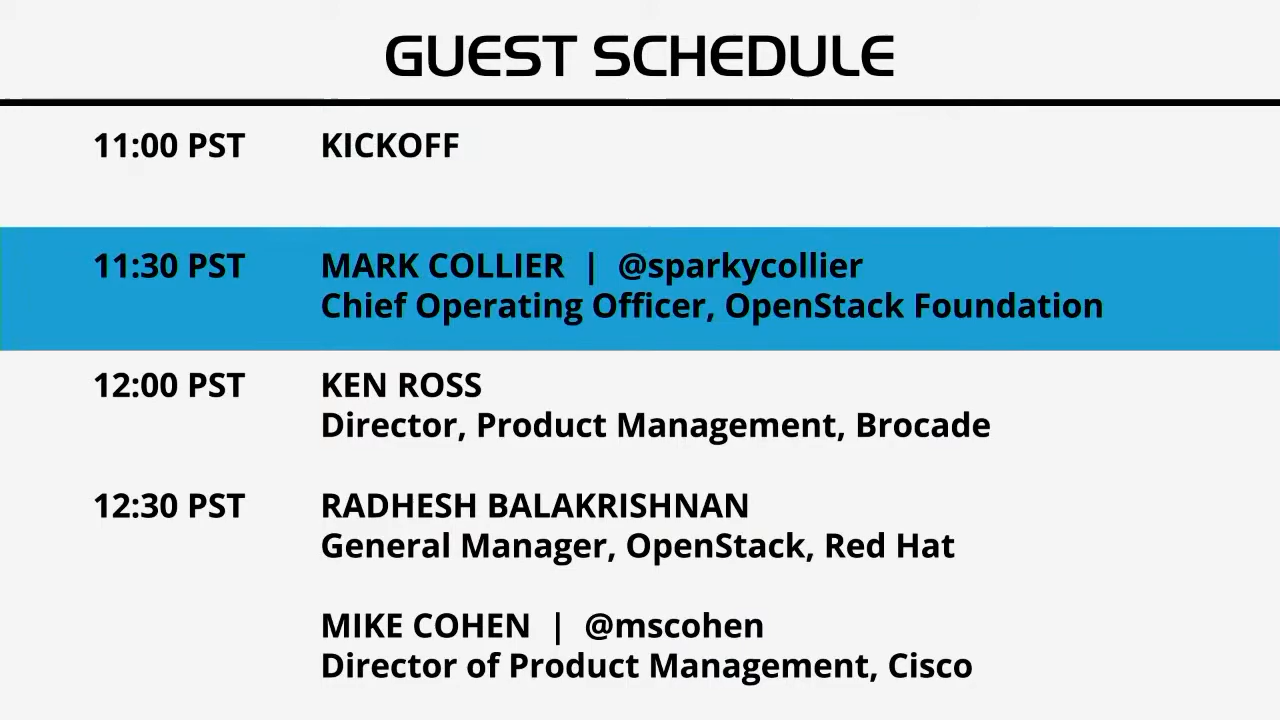 GUEST SCHEDULE
11:00 PST KICKOFF
11:30 PST MARK COLLIER | @sparkycollier
Chief Operating Officer, OpenStack Foundation
12:00 PST KEN ROSS
Director, Product Management, Brocade
12:30 PST RADHESH BALAKRISHNAN
General Manager, OpenStack, Red Hat
MIKE COHEN | @mscohen
Director of Product Management, Cisco